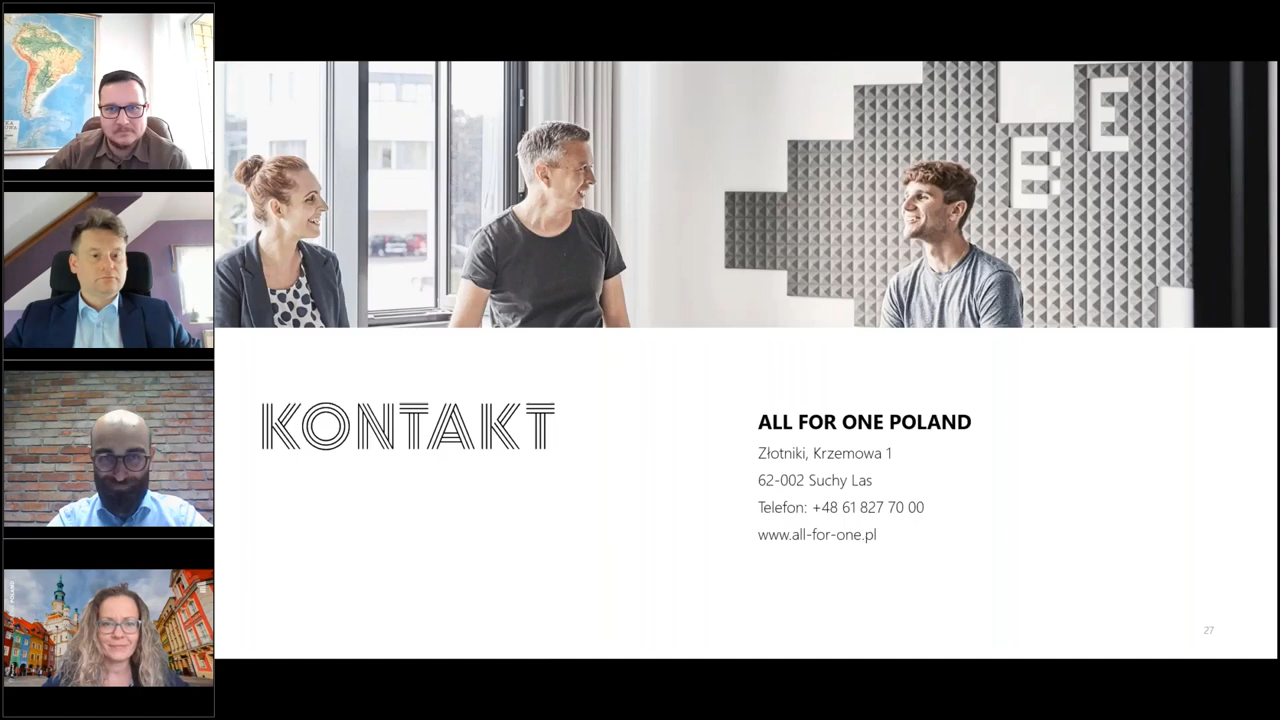 E
E
KONTAKT
ALL FOR ONE POLAND
Złotniki, Krzemowa 1
62-002 Suchy Las
Telefon: +48 61 827 70 00
www.all-for-one.pl
27